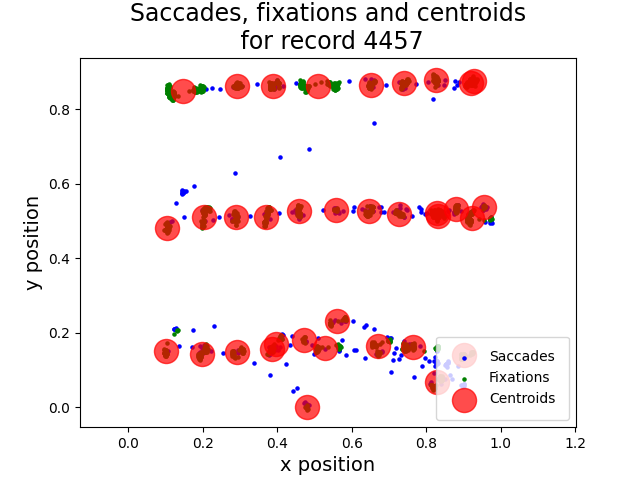 Saccades, fixations and centroids
for record 4457
y position
0.8
0.6
0.4
0.2
0.0
0.0 0.2 0.4 0.6 0.8 1.0 1.2
x position
Saccades
Fixations
Centroids